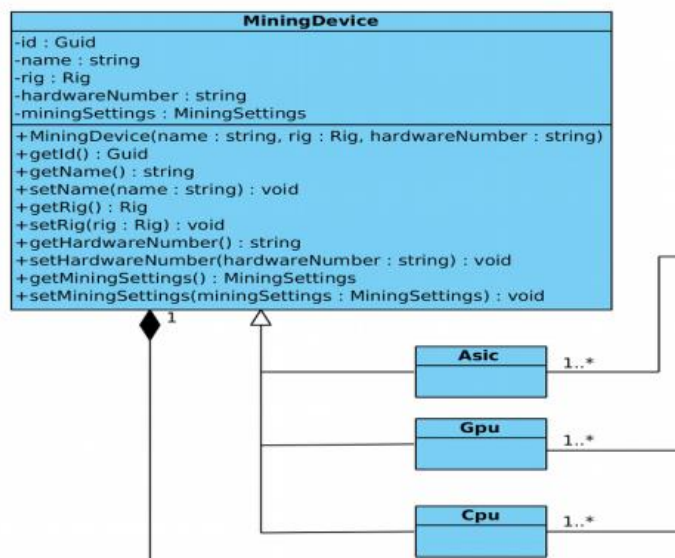 MiningDevice
-id : Guid
-name : string
-rig : Rig
-hardwareNumber : string
-miningSettings : MiningSettings
+MiningDevice(name : string, rig : Rig, hardwareNumber : string)
+getId() : Guid
+getName() : string
+setName(name : string) : void
+getRig() : Rig
+setRig(rig : Rig) : void
+getHardwareNumber() : string
+setHardwareNumber(hardwareNumber : string) : void
+getMiningSettings() : MiningSettings
+setMiningSettings(miningSettings : MiningSettings) : void
1
Asic
1..*
Gpu
1..*
Cpu
1..*